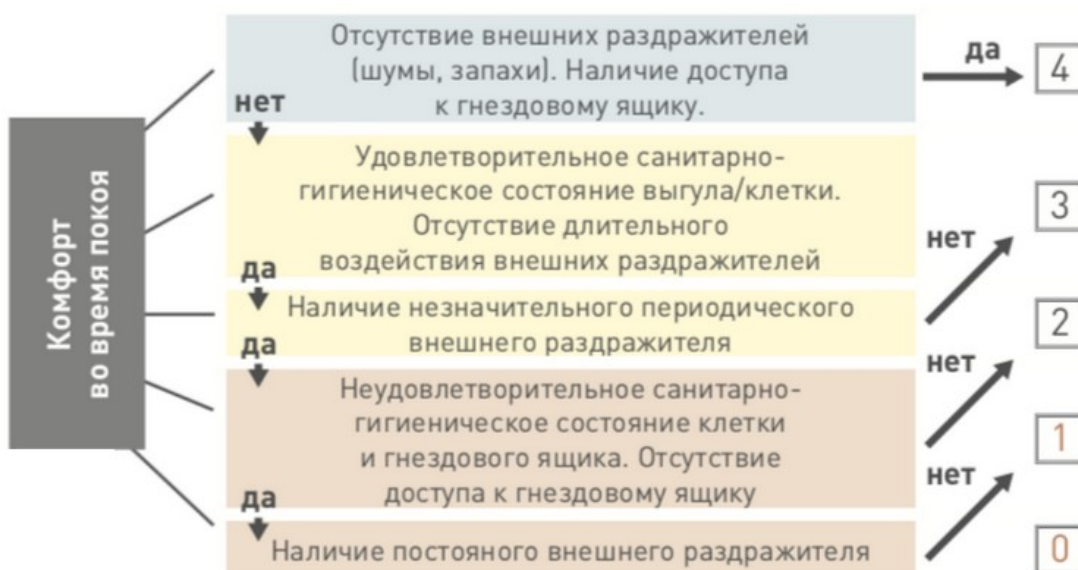 Комфорт
во время покоя
Отсутствие внешних раздражителей
(шумы, запахи). Наличие доступа
к гнездовому ящику.
да
4
нет
Удовлетворительное санитарно-
гигиеническое состояние выгула/клетки.
Отсутствие длительного
воздействия внешних раздражителей
3
нет
да
Наличие незначительного периодического
внешнего раздражителя
2
да
нет
Неудовлетворительное санитарно-
гигиеническое состояние клетки
и гнездового ящика. Отсутствие
доступа к гнездовому ящику
1
нет
да
Наличие постояного внешнего раздражителя
0